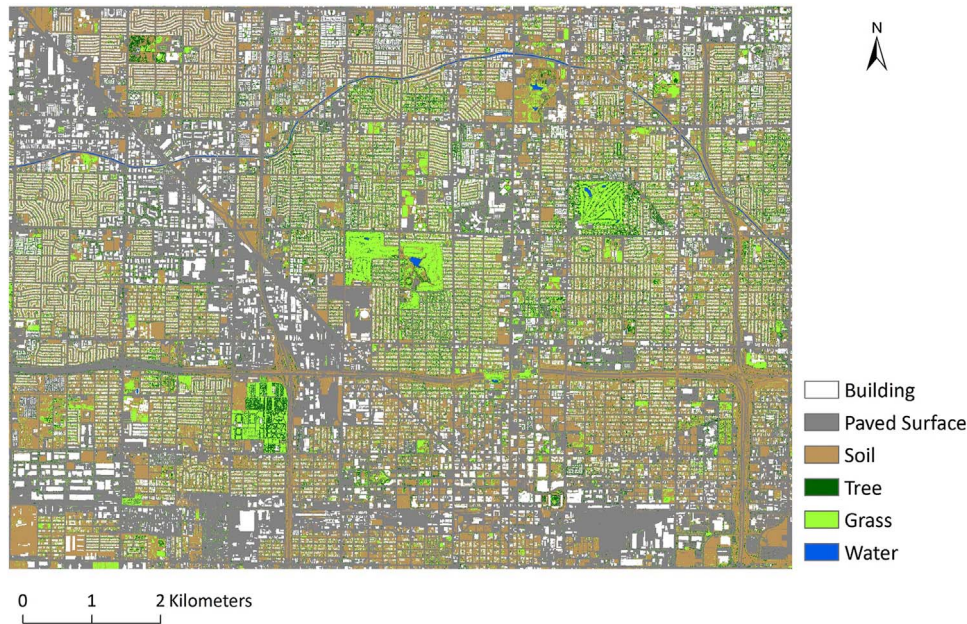 N
Building
Paved Surface
Soil
Tree
Grass
Water
0 1 2 Kilometers